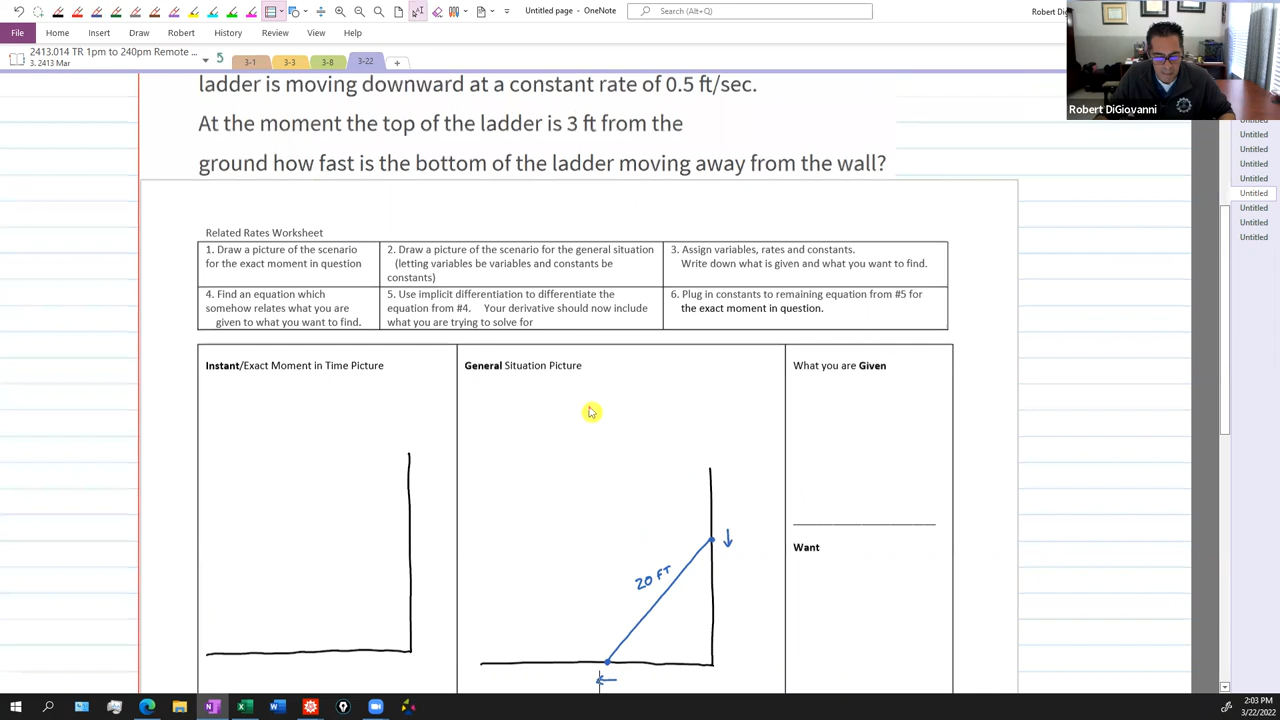 Untitled page - OneNote
Search (Alt+Q)
Robert Di
File
Home
Insert
Draw
Robert
History
Review
View
Help
2413.014 TR 1pm to 240pm Remote ...
3. 2413 Mar
3-1
3-3
3-8
3-22
Robert DiGiovanni
ladder is moving downward at a constant rate of 0.5 ft/sec.
At the moment the top of the ladder is 3 ft from the
ground how fast is the bottom of the ladder moving away from the wall?
Related Rates Worksheet
1. Draw a picture of the scenario
for the exact moment in question
2. Draw a picture of the scenario for the general situation
(letting variables be variables and constants be
constants)
3. Assign variables, rates and constants.
Write down what is given and what you want to find.
4. Find an equation which
somehow relates what you are
given to what you want to find.
5. Use implicit differentiation to differentiate the
equation from #4. Your derivative should now include
what you are trying to solve for
6. Plug in constants to remaining equation from #5 for
the exact moment in question.
Instant/Exact Moment in Time Picture
General Situation Picture
What you are Given
20 FT
Want
Untitled
Untitled
Untitled
Untitled
Untitled
Untitled
Untitled
Untitled
2:03 PM
3/22/2022